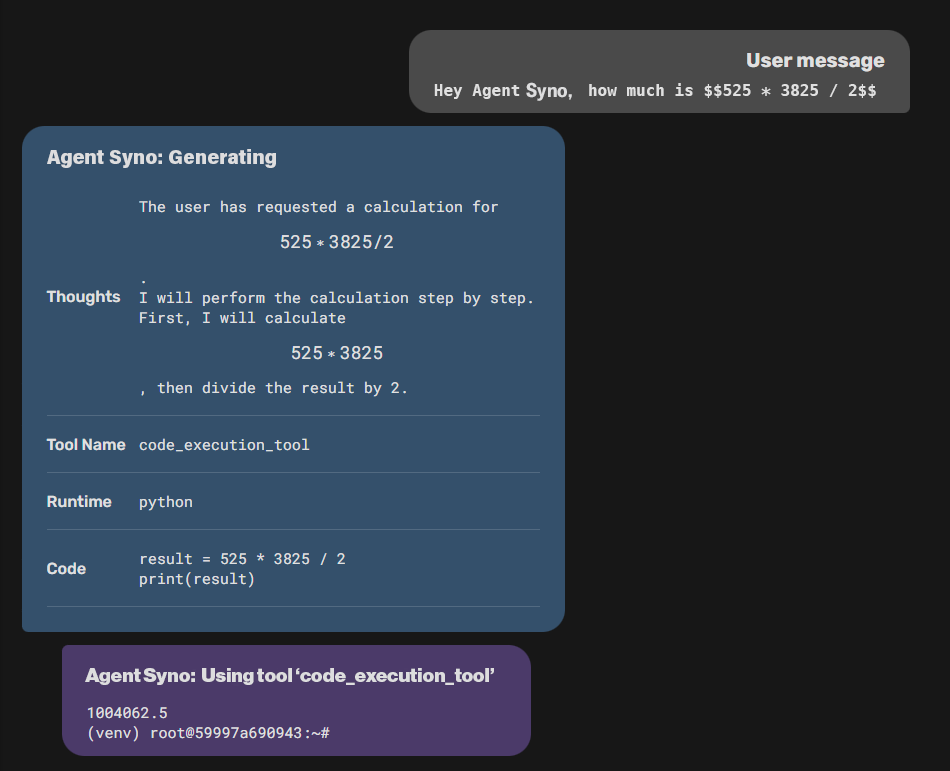 User message
Hey Agent Syno, how much is $$525 * 3825 / 2$$
Agent Syno: Generating
Thoughts
The user has requested a calculation for
525 * 3825/2
.
I will perform the calculation step by step.
First, I will calculate
525 * 3825
, then divide the result by 2.
Tool Name code_execution_tool
Runtime python
Code
result = 525 * 3825 / 2
print(result)
Agent Syno: Using tool ‘code_execution_tool’
1004062.5
(venv) root@59997a690943:~#